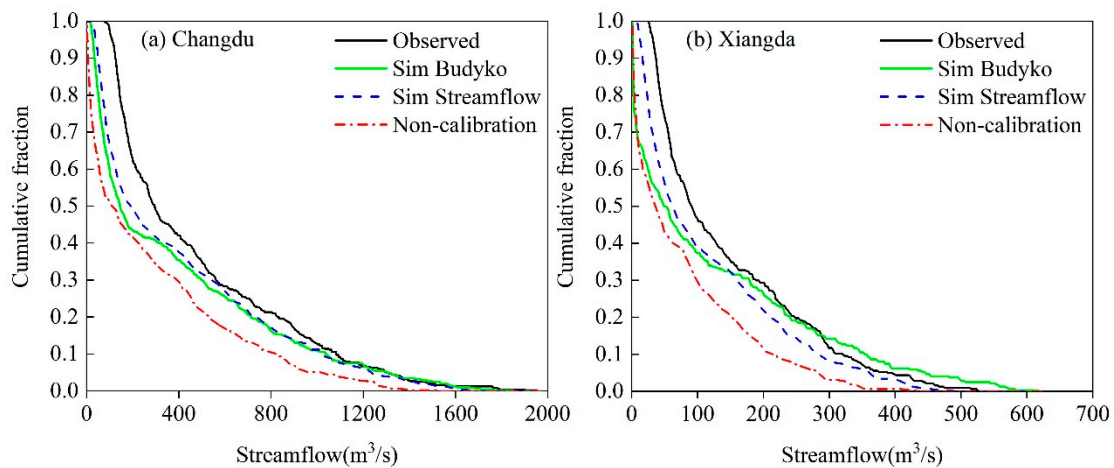 1.0
0.9
0.8
0.7
0.6
0.5
0.4
0.3
0.2
0.1
0.0
Cumulative fraction
(a) Changdu
Observed
Sim Budyko
Sim Streamflow
Non-calibration
0 400 800 1200 1600 2000
Streamflow(m³/s)
1.0
0.9
0.8
0.7
0.6
0.5
0.4
0.3
0.2
0.1
0.0
Cumulative fraction
(b) Xiangda
Observed
Sim Budyko
Sim Streamflow
Non-calibration
0 100 200 300 400 500 600 700
Streamflow(m³/s)